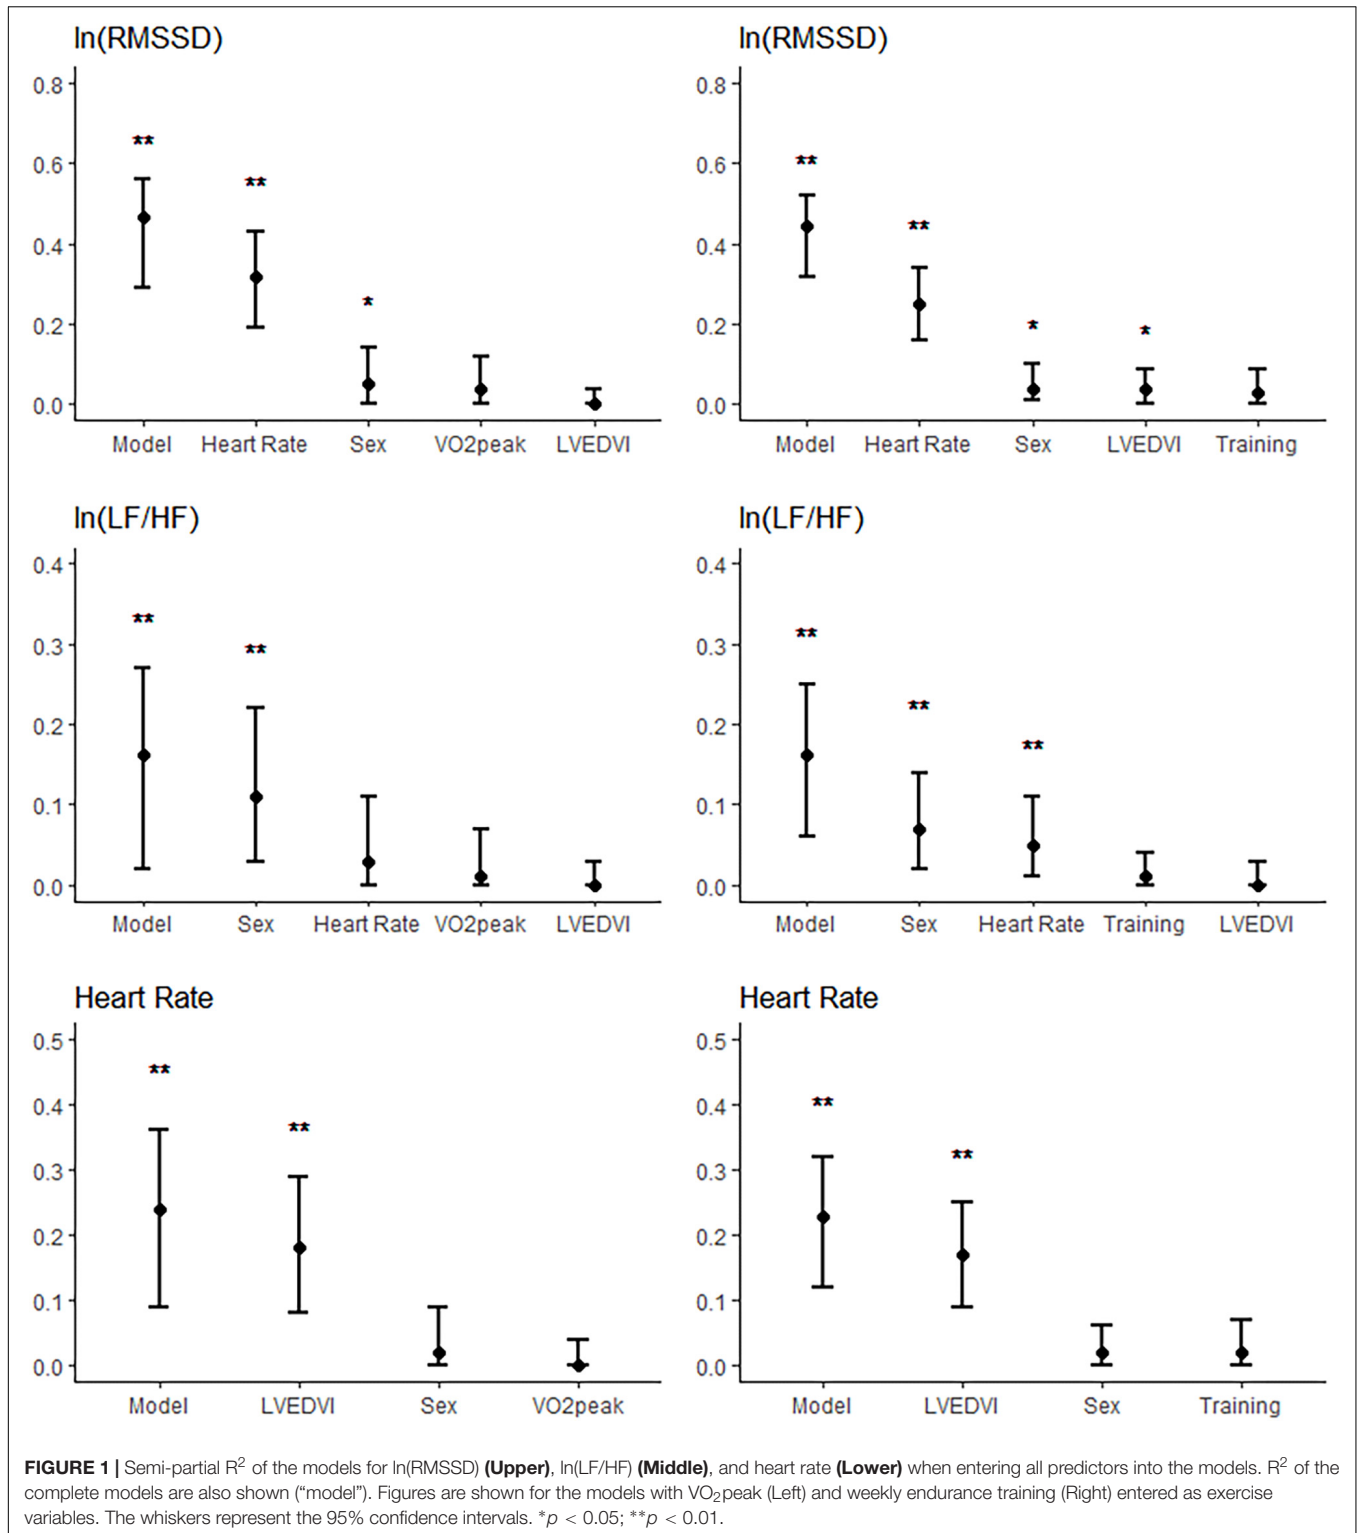 ln(RMSSD)
0.8
0.6
0.4
0.2
0.0
** ** *
Model Heart Rate Sex VO2peak LVEDVI
ln(RMSSD)
0.8
0.6
0.4
0.2
0.0
** ** * *
Model Heart Rate Sex LVEDVI Training
ln(LF/HF)
0.4
0.3
0.2
0.1
0.0
** **
Model Sex Heart Rate VO2peak LVEDVI
ln(LF/HF)
0.4
0.3
0.2
0.1
0.0
** ** **
Model Sex Heart Rate Training LVEDVI
Heart Rate
0.5
0.4
0.3
0.2
0.1
0.0
** **
Model LVEDVI Sex VO2peak
Heart Rate
0.5
0.4
0.3
0.2
0.1
0.0
** **
Model LVEDVI Sex Training
FIGURE 1 | Semi-partial R² of the models for ln(RMSSD) (Upper), ln(LF/HF) (Middle), and heart rate (Lower) when entering all predictors into the models. R² of the
complete models are also shown (“model”). Figures are shown for the models with VO₂peak (Left) and weekly endurance training (Right) entered as exercise
variables. The whiskers represent the 95% confidence intervals. *p < 0.05; **p < 0.01.